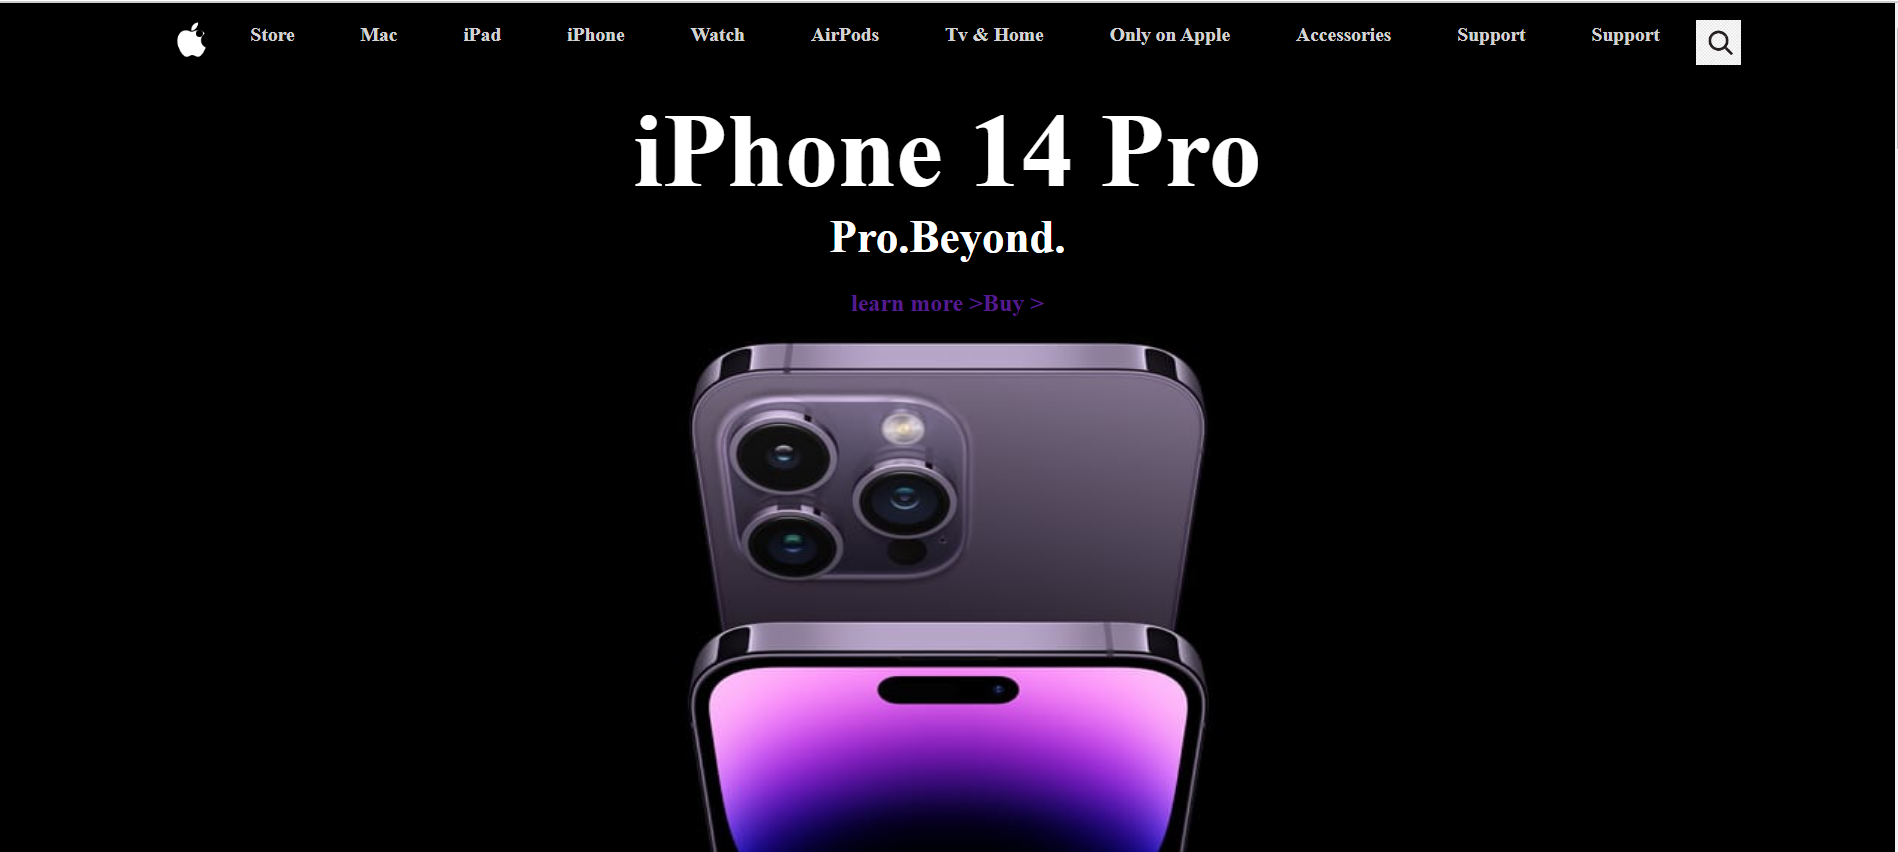 Store Mac iPad iPhone Watch AirPods Tv & Home Only on Apple Accessories Support Support
iPhone 14 Pro
Pro.Beyond.
learn more >Buy >